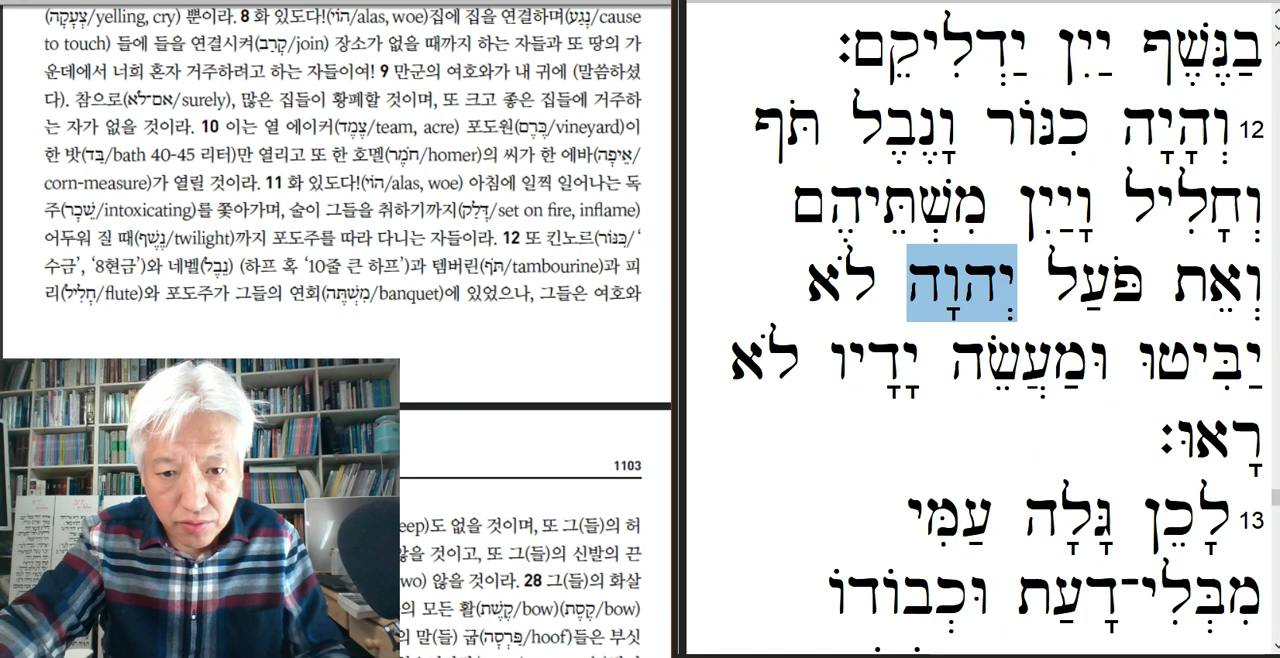 (צְעָקָה/yelling, cry) 뿐이라. 8 화 있도다!(הוֹי/alas, woe)집에 집을 연결하며(נָגַע/cause
to touch) 들에 들을 연결시켜(קָרַב/join) 장소가 없을 때까지 하는 자들과 또 땅의 가
운데에서 너희 혼자 거주하려고 하는 자들이여! 9 만군의 여호와가 내 귀에 (말씀하셨
다). 참으로(אִם־לֹא/surely), 많은 집들이 황폐할 것이며, 또 크고 좋은 집들에 거주하
는 자가 없을 것이라. 10 이는 열 에이커(צֶמֶד/team, acre) 포도원(כֶּרֶם/vineyard)이
한 밧(בַּד/bath 40-45 리터)만 열리고 또 한 호멜(חֹמֶר/homer)의 씨가 한 에바(אֵיפָה/
corn-measure)가 열릴 것이라. 11 화 있도다!(הוֹי/alas, woe) 아침에 일찍 일어나는 독
주(שֵׁכָר/intoxicating)를 쫓아가며, 술이 그들을 취하기까지(דָּלַק/set on fire, inflame)
어두워 질 때(נֶשֶׁף/twilight)까지 포도주를 따라 다니는 자들이라. 12 또 킨노르(כִּנּוֹר/‘
수금’, ‘8현금’)와 네벨(נֵבֶל) (하프 혹 ‘10줄 큰 하프’)과 템버린(תֹּף/tambourine)과 피
리(חָלִיל/flute)와 포도주가 그들의 연회(מִשְׁתֶּה/banquet)에 있었으나, 그들은 여호와
1103
eep)도 없을 것이며, 또 그(들)의 허
않을 것이고, 또 그(들)의 신발의 끈
wo) 않을 것이라. 28 그(들)의 화살
의 모든 활(קֶשֶׁת/bow)(קֶסֶת/bow)
의 말(들) 굽(פַּרְסָה/hoof)들은 부싯
בַנֶּשֶׁף יַיִן יַדְלִיקֵם׃
12 וְהָיָה כִנּוֹר וָנֶבֶל תֹּף
וְחָלִיל וָיַיִן מִשְׁתֵּיהֶם
וְאֵת פֹּעַל יְהוָה לֹא
יַבִּיטוּ וּמַעֲשֵׂה יָדָיו לֹא
רָאוּ׃
13 לָכֵן גָּלָה עַמִּי
מִבְּלִי־דָעַת וּכְבוֹדוֹ